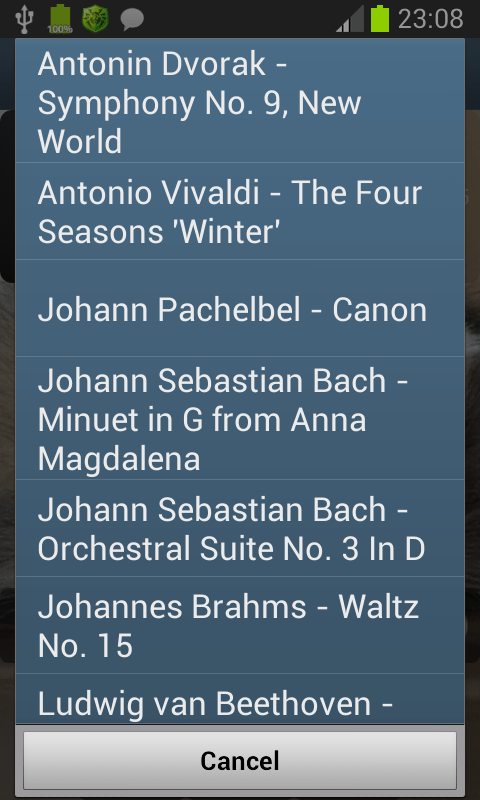 100%
23:08
Antonin Dvorak -
Symphony No. 9, New
World
Antonio Vivaldi - The Four
Seasons 'Winter'
Johann Pachelbel - Canon
Johann Sebastian Bach -
Minuet in G from Anna
Magdalena
Johann Sebastian Bach -
Orchestral Suite No. 3 In D
Johannes Brahms - Waltz
No. 15
Ludwig van Beethoven -
Cancel